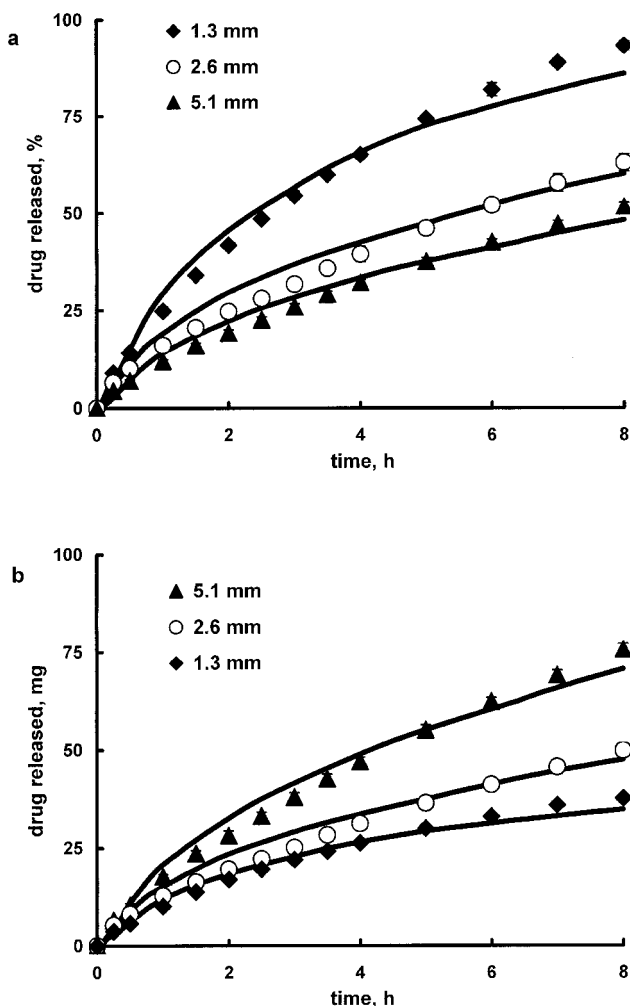 a
1.3 mm
2.6 mm
5.1 mm
100
75
50
25
0
drug released, %
0 2 4 6 8
time, h
b
5.1 mm
2.6 mm
1.3 mm
100
75
50
25
0
drug released, mg
0 2 4 6 8
time, h